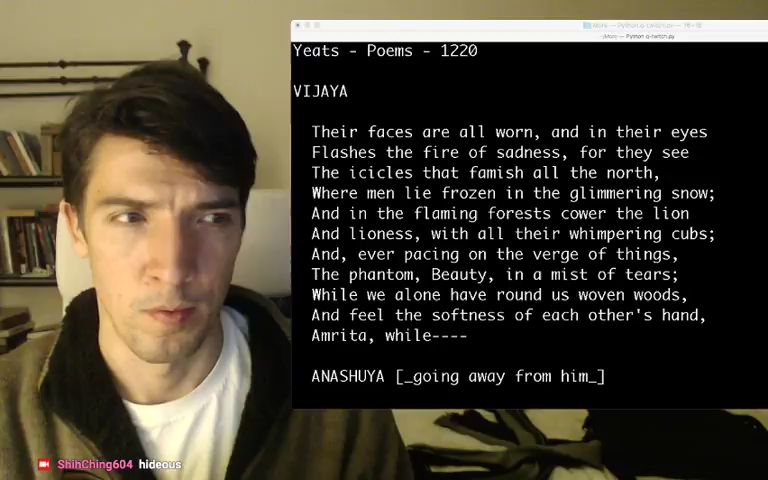 Yeats - Poems - 1220
VIJAYA
Their faces are all worn, and in their eyes
Flashes the fire of sadness, for they see
The icicles that famish all the north,
Where men lie frozen in the glimmering snow;
And in the flaming forests cower the lion
And lioness, with all their whimpering cubs;
And, ever pacing on the verge of things,
The phantom, Beauty, in a mist of tears;
While we alone have round us woven woods,
And feel the softness of each other's hand,
Amrita, while----
ANASHUYA [_going away from him_]
ShihChing604 hideous